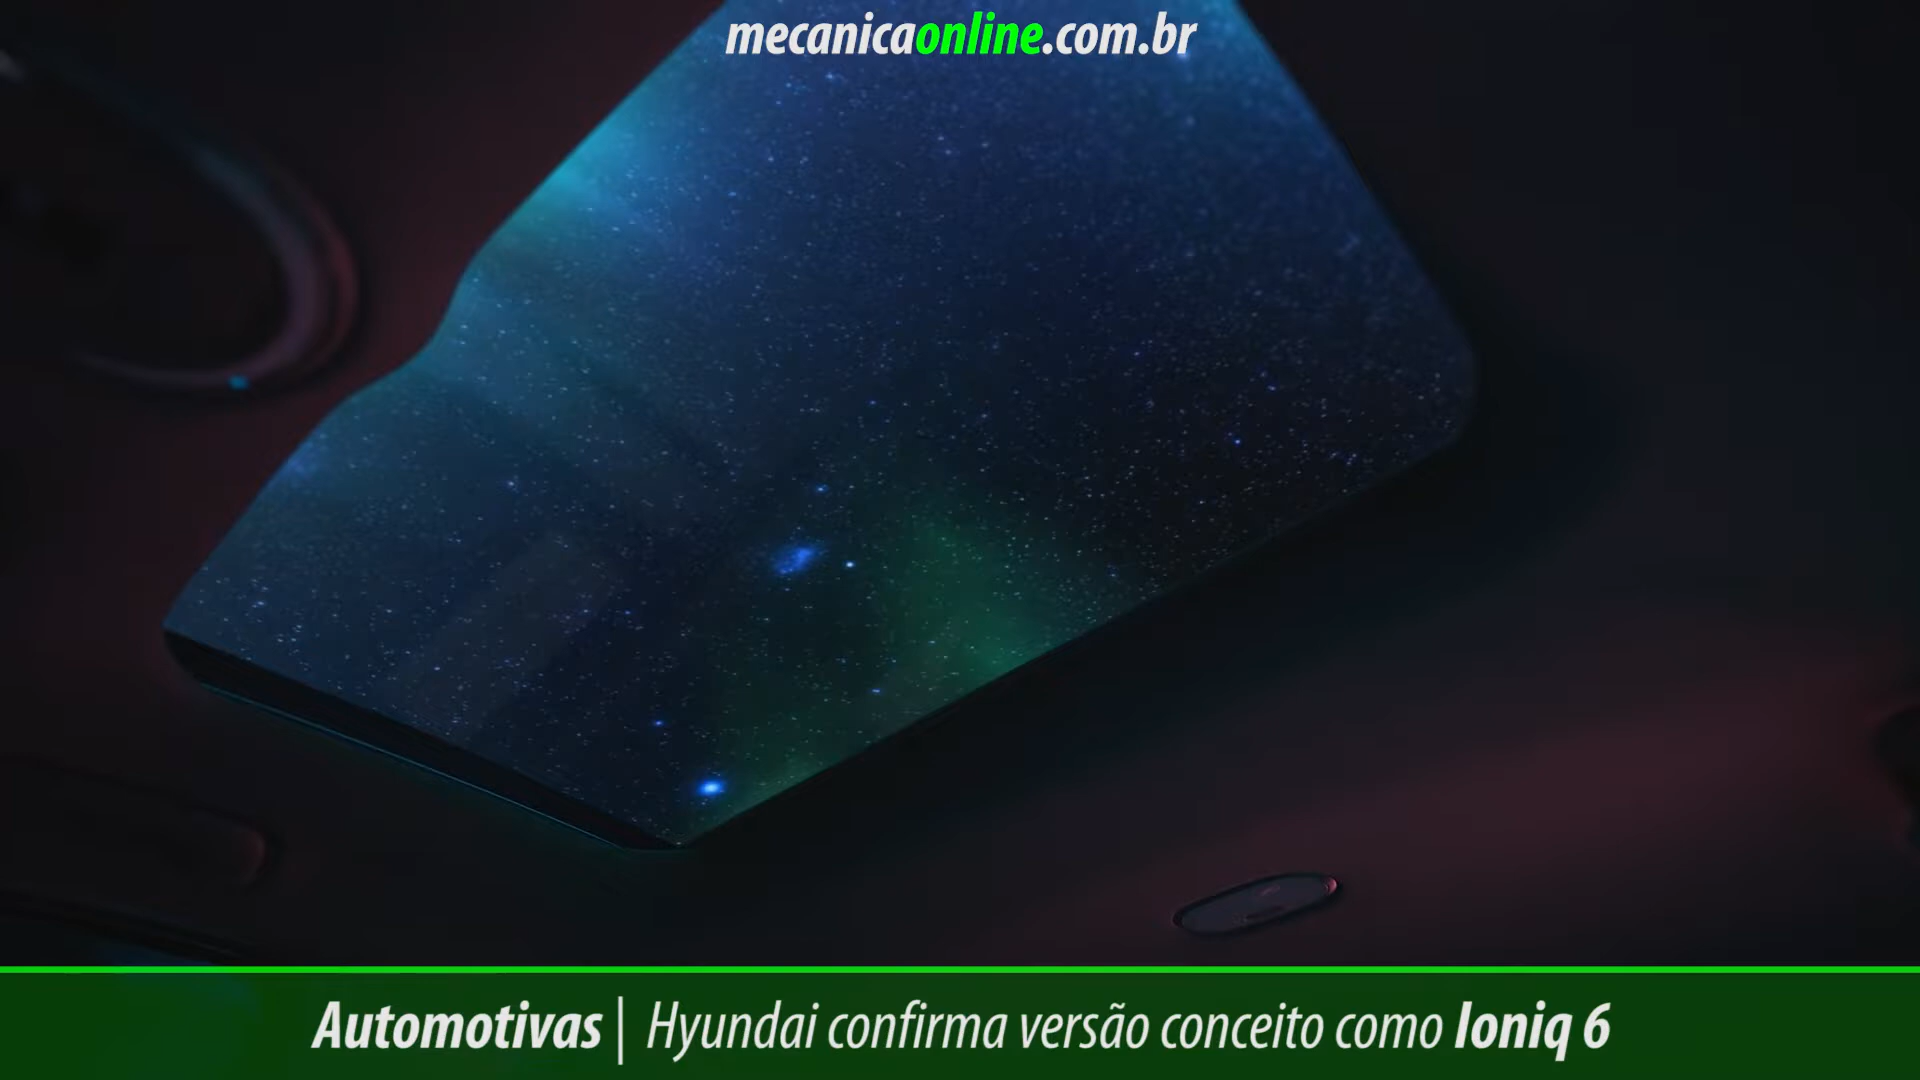 mecanicaonline.com.br
Automotivas | Hyundai confirma versão conceito como Ioniq 6